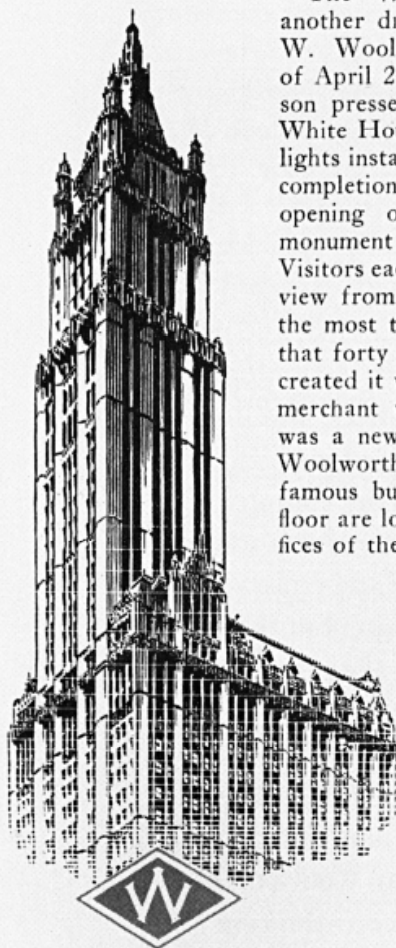 another dr
W. Wool
of April 2
son presse
White Hou
lights insta
completion
opening o
monument
Visitors eac
view from
the most t
that forty
created it w
merchant
was a new
Woolworth
famous bu
floor are lo
fices of the
W